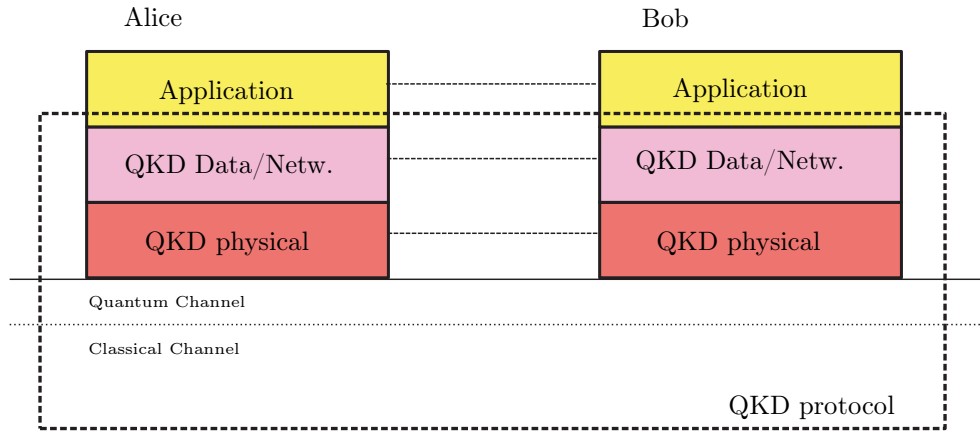 Alice
Bob
Application
Application
QKD Data/Netw.
QKD Data/Netw.
QKD physical
QKD physical
Quantum Channel
Classical Channel
QKD protocol